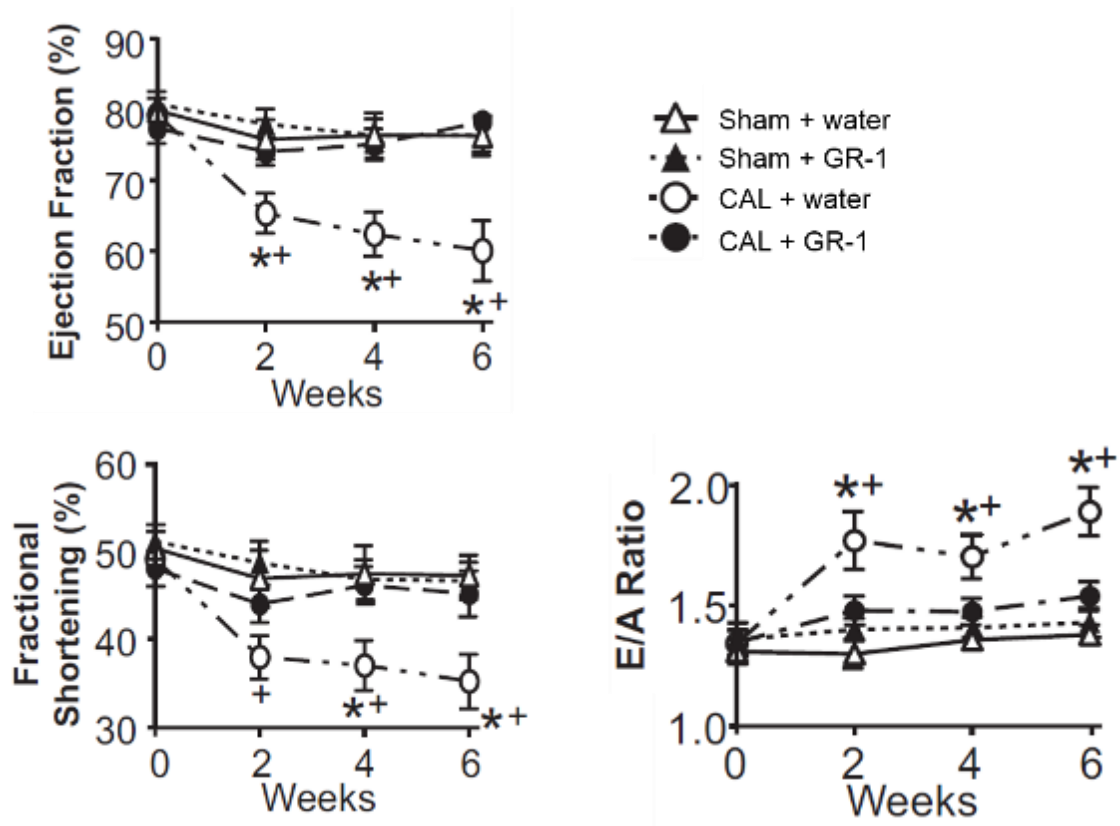 Ejection Fraction (%)
90
80
70
60
50
*+
*+
*+
0 2 4 6
Weeks
Sham + water
Sham + GR-1
CAL + water
CAL + GR-1
Fractional
Shortening (%)
60
50
40
30
+
*+
*+
0 2 4 6
Weeks
E/A Ratio
2.0
1.5
1.0
*+
*+
*+
0 2 4 6
Weeks